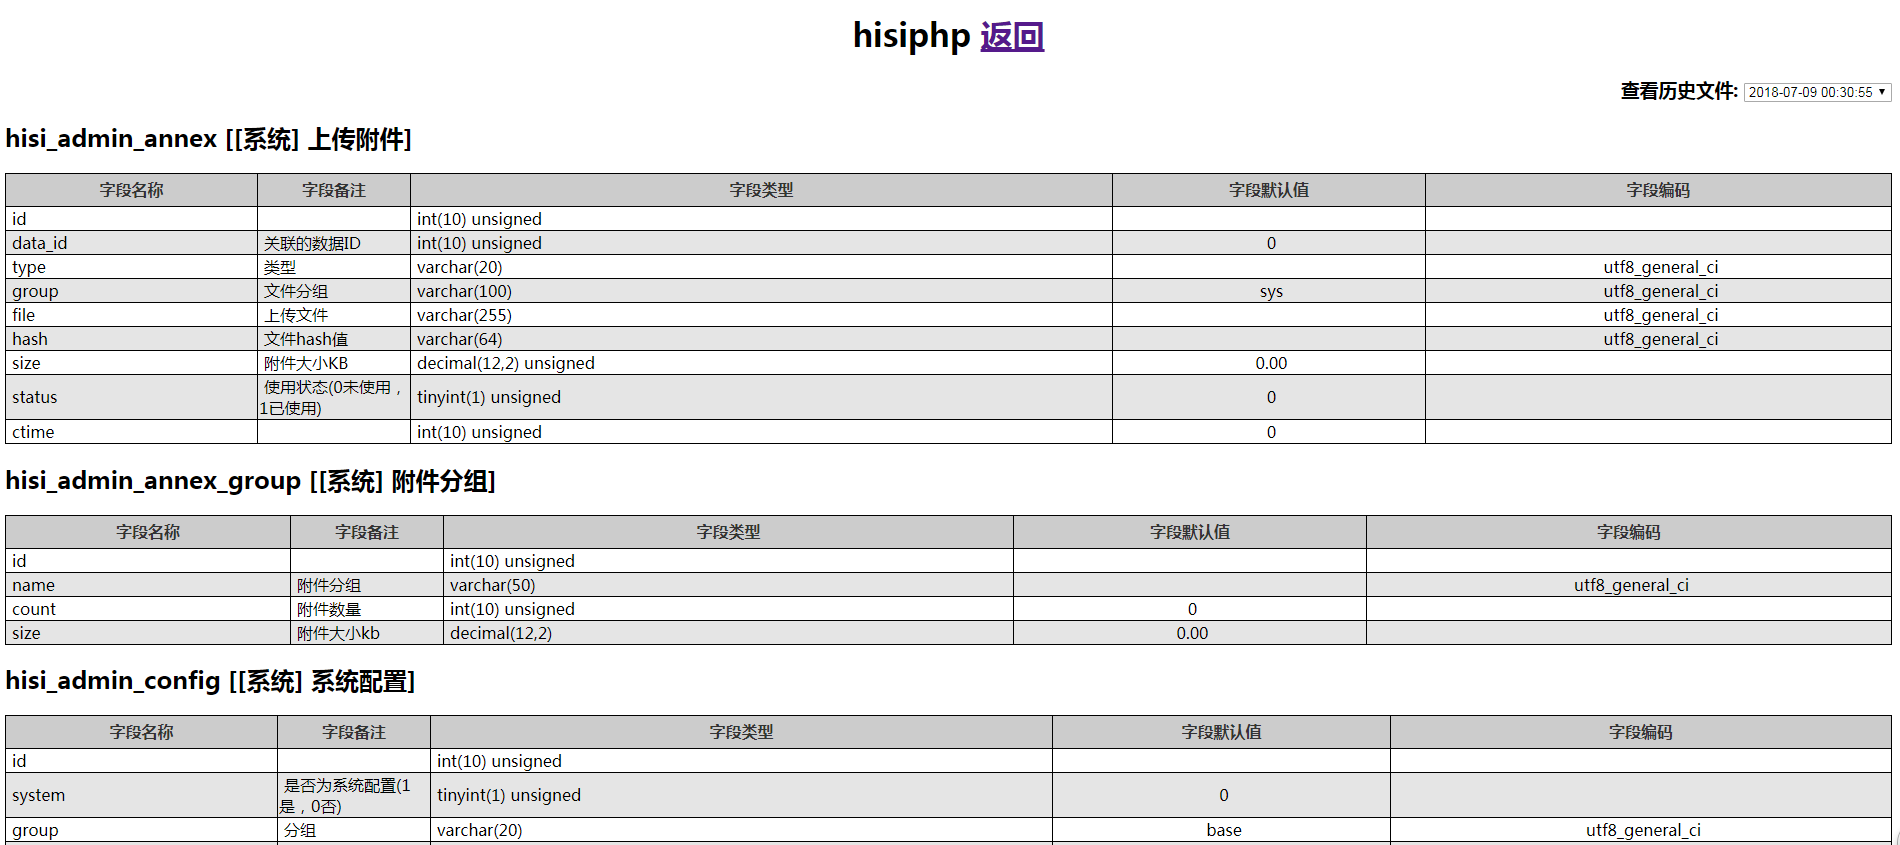 hisiphp 返回
查看历史文件: 2018-07-09 00:30:55
hisi_admin_annex [[系统] 上传附件]
字段名称 字段备注 字段类型 字段默认值 字段编码
id int(10) unsigned
data_id 关联的数据ID int(10) unsigned 0
type 类型 varchar(20) utf8_general_ci
group 文件分组 varchar(100) sys utf8_general_ci
file 上传文件 varchar(255) utf8_general_ci
hash 文件hash值 varchar(64) utf8_general_ci
size 附件大小KB decimal(12,2) unsigned 0.00
status 使用状态(0未使用，
1已使用) tinyint(1) unsigned 0
ctime int(10) unsigned 0
hisi_admin_annex_group [[系统] 附件分组]
字段名称 字段备注 字段类型 字段默认值 字段编码
id int(10) unsigned
name 附件分组 varchar(50) utf8_general_ci
count 附件数量 int(10) unsigned 0
size 附件大小kb decimal(12,2) 0.00
hisi_admin_config [[系统] 系统配置]
字段名称 字段备注 字段类型 字段默认值 字段编码
id int(10) unsigned
system 是否为系统配置(1
是，0否) tinyint(1) unsigned 0
group 分组 varchar(20) base utf8_general_ci